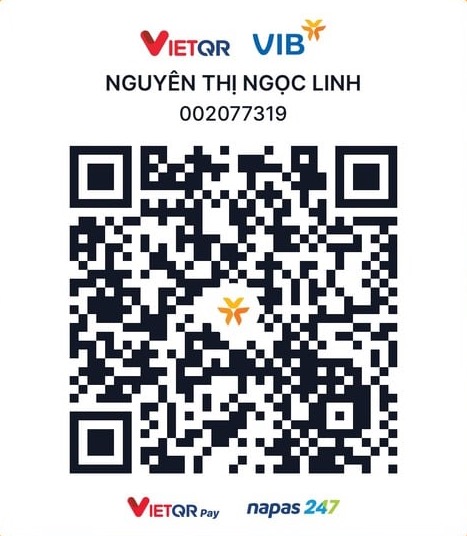 VIETQR VIB
NGUYÊN THỊ NGỌC LINH
002077319
VIETQR Pay napas 247